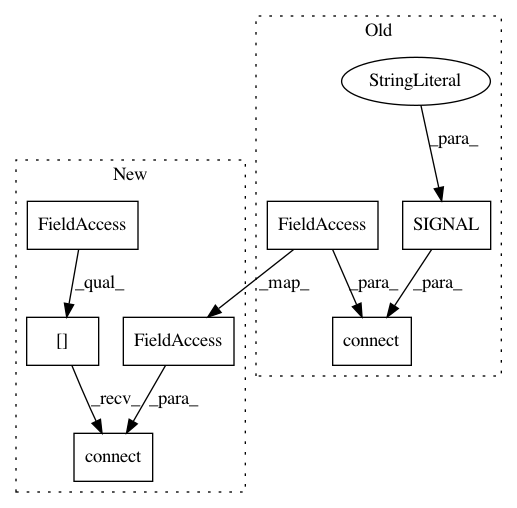 Old
StringLiteral
_para_
New
FieldAccess
FieldAccess
SIGNAL
_qual_
_map_
_para_
_para_
[]
FieldAccess
connect
_recv_
_para_
connect